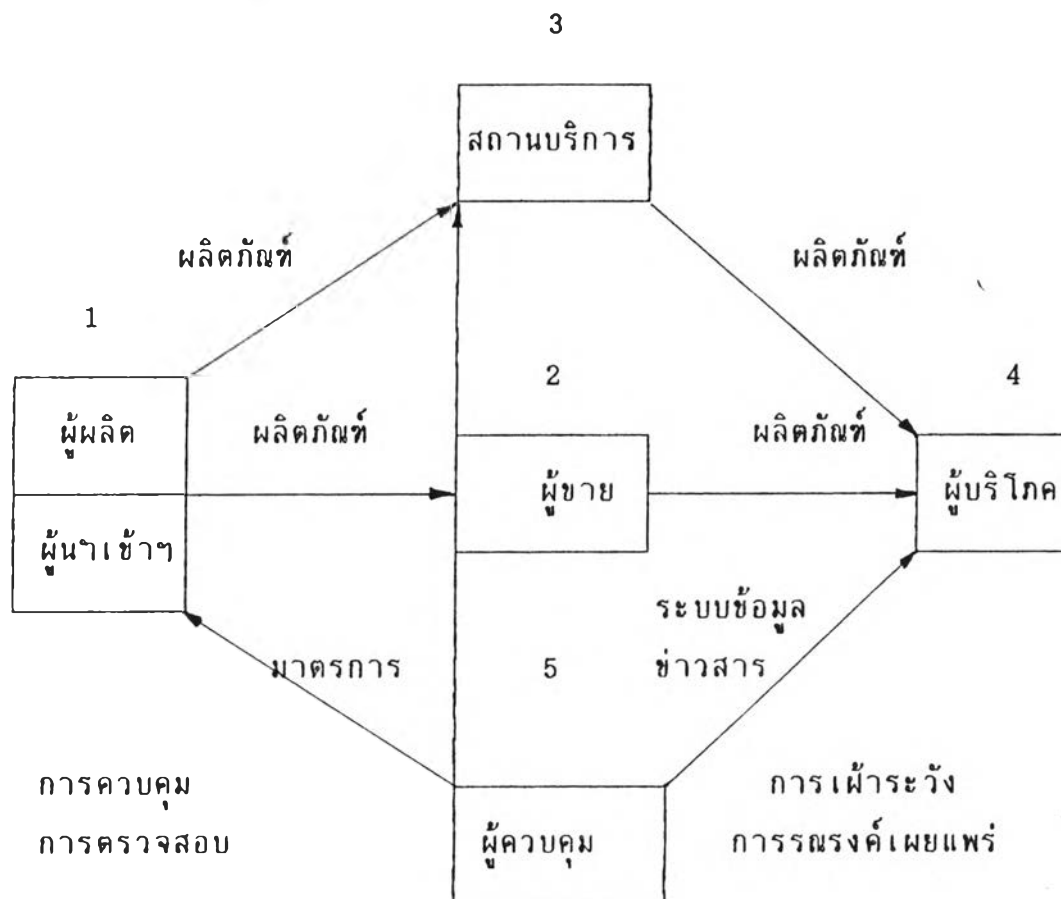 3
สถานบริการ
ผลิตภัณฑ์
ผลิตภัณฑ์
1
2
4
ผู้ผลิต
ผลิตภัณฑ์
ผลิตภัณฑ์
ผู้ขาย
ผู้บริโภค
ผู้นำเข้าฯ
ระบบข้อมูล
มาตรการ
5
ข่าวสาร
การควบคุม
การเฝ้าระวัง
การตรวจสอบ
ผู้ควบคุม
การรณรงค์เผยแพร่